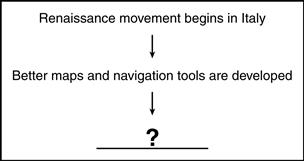 Renaissance movement begins in Italy
Better maps and navigation tools are developed
?